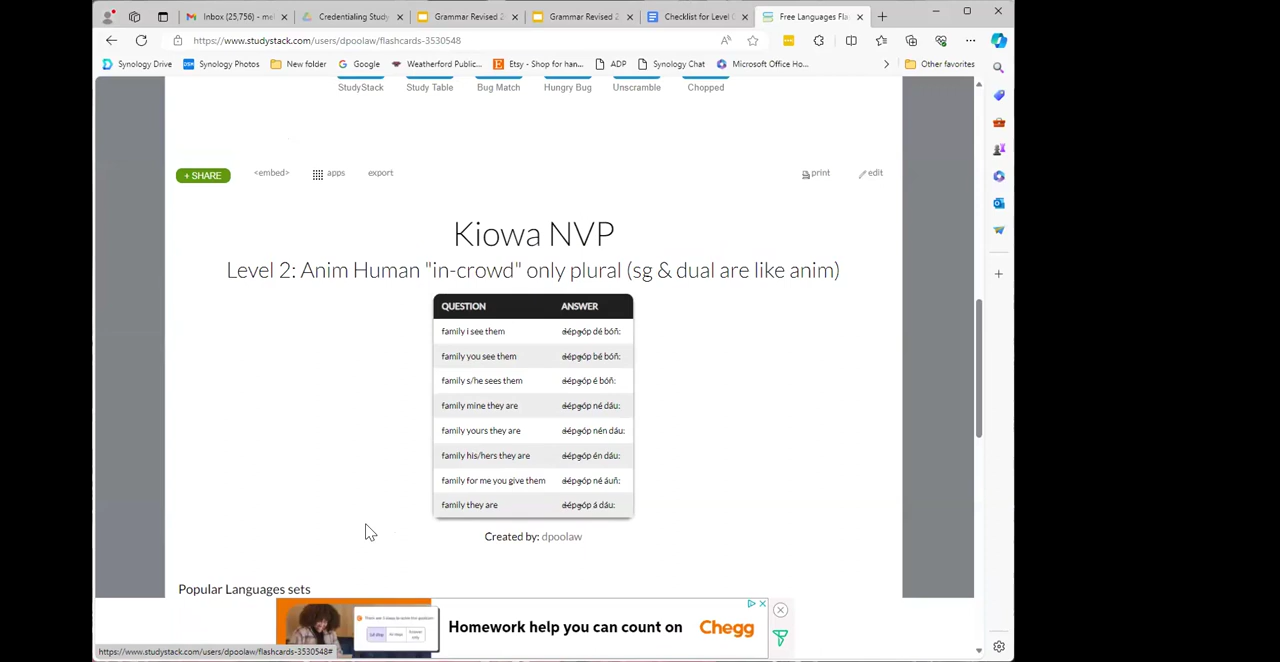 Inbox (25,756) - mel
Credentialing Study
Grammar Revised 2
Grammar Revised 2
Checklist for Level
Free Languages Fla
https://www.studystack.com/users/dpoolaw/flashcards-3530548
Synology Drive
Synology Photos
New folder
Google
Weatherford Public...
Etsy - Shop for han...
ADP
Synology Chat
Microsoft Office Ho...
Other favorites
StudyStack
Study Table
Bug Match
Hungry Bug
Unscramble
Chopped
+ SHARE
<embed>
apps
export
print
edit
Kiowa NVP
Level 2: Anim Human "in-crowd" only plural (sg & dual are like anim)
QUESTION ANSWER
family i see them
family you see them
family s/he sees them
family mine they are
family yours they are
family his/hers they are
family for me you give them
family they are
Created by: dpoolaw
Popular Languages sets
Homework help you can count on
Chegg
https://www.studystack.com/users/dpoolaw/flashcards-3530548#